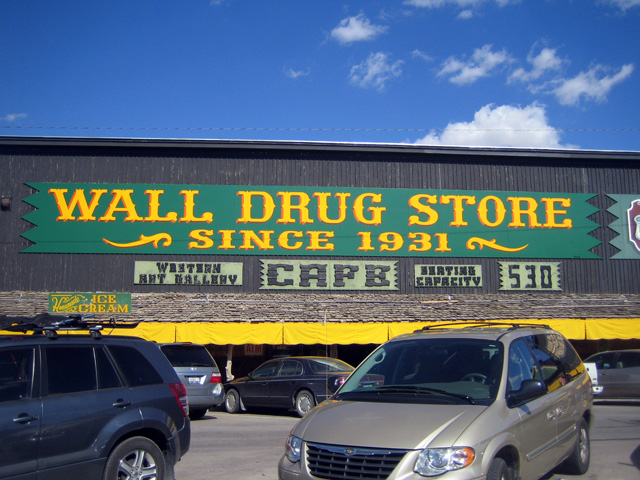 WALL DRUG STORE
SINCE 1931
WESTERN
ART GALLERY
CAFE
SEATING
CAPACITY
530
ICE
CREAM